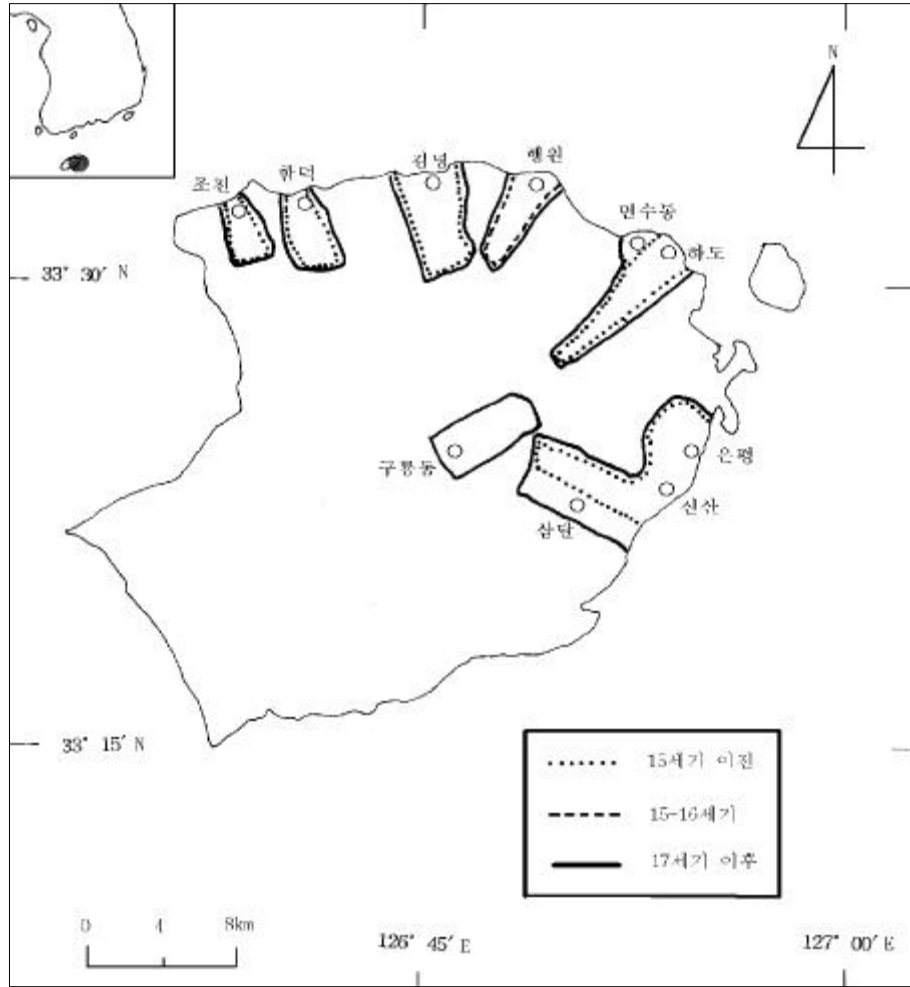 N
김녕
행원
함덕
조천
면수동
하도
33° 30′ N
온평
구룡동
신산
삼달
33° 15′ N
15세기 이전
15-16세기
17세기 이후
0 4 8km
126° 45′ E
127° 00′ E